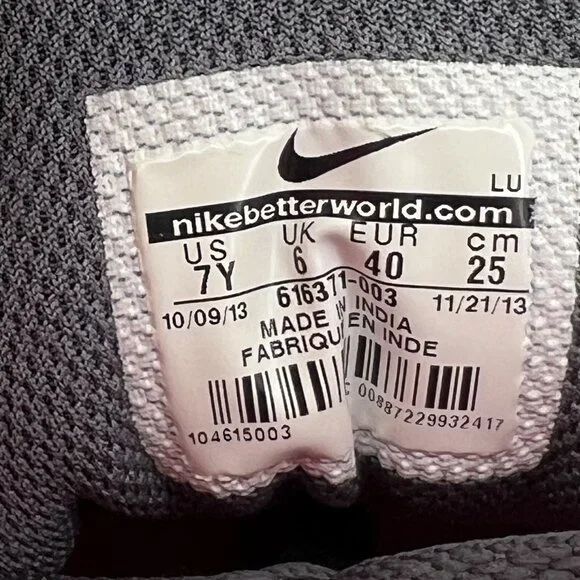 LU
nikebetterworld.com
US UK EUR cm
7Y 6 40 25
10/09/13 616371-003 11/21/13
MADE IN INDIA
FABRIQU EN INDE
104615003 00887229932417